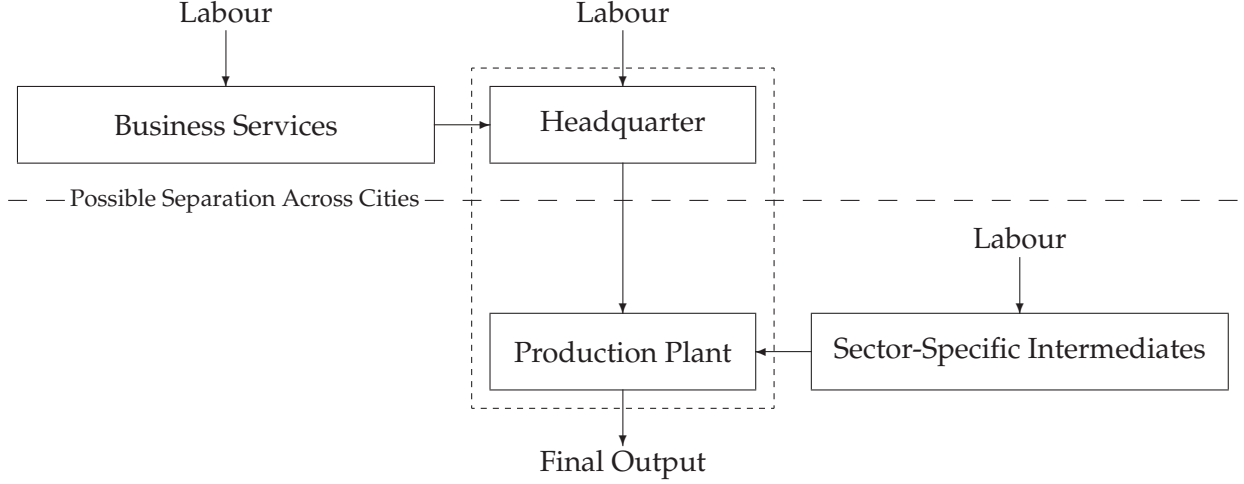 Labour
Labour
Business Services
Headquarter
Possible Separation Across Cities
Labour
Production Plant
Sector-Specific Intermediates
Final Output